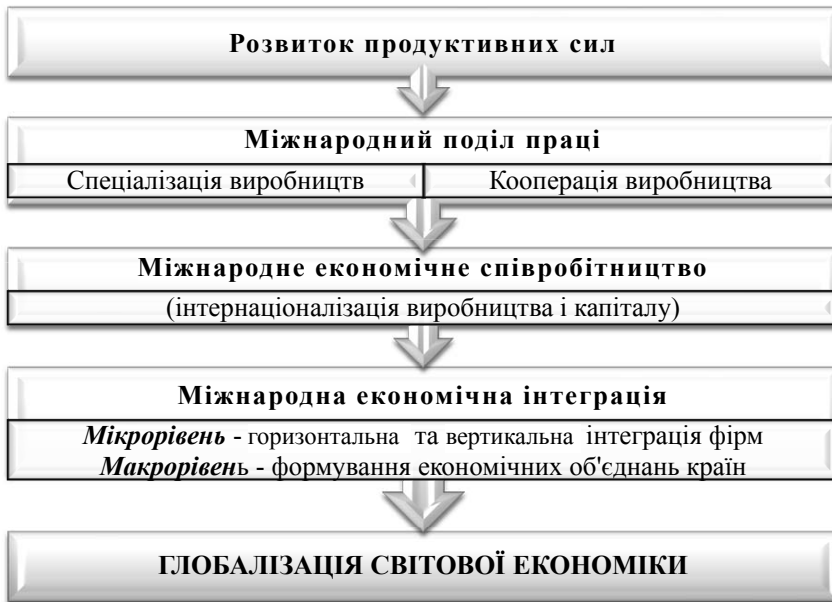 Розвиток продуктивних сил
Міжнародний поділ праці
Спеціалізація виробництв
Кооперація виробництва
Міжнародне економічне співробітництво
(інтернаціоналізація виробництва і капіталу)
Міжнародна економічна інтеграція
Мікрорівень - горизонтальна та вертикальна інтеграція фірм
Макрорівень - формування економічних об'єднань країн
ГЛОБАЛІЗАЦІЯ СВІТОВОЇ ЕКОНОМІКИ